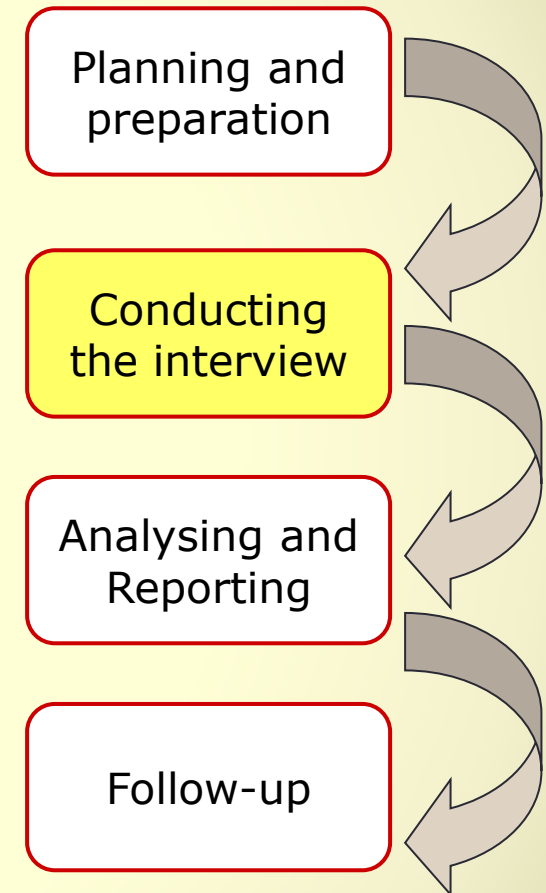 Planning and
preparation
Conducting
the interview
Analysing and
Reporting
Follow-up